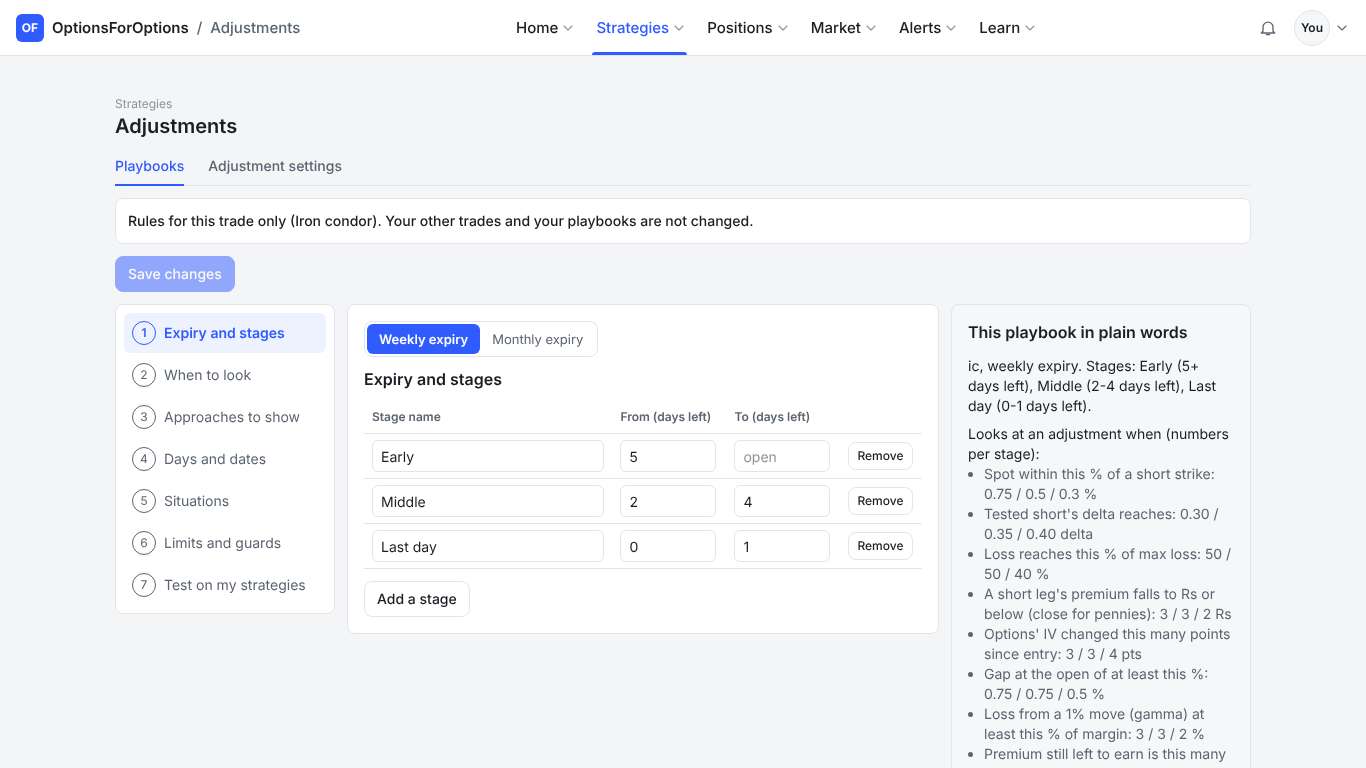 OF OptionsForOptions / Adjustments Home Strategies Positions Market Alerts Learn You
Strategies
Adjustments
Playbooks Adjustment settings
Rules for this trade only (Iron condor). Your other trades and your playbooks are not changed.
Save changes
1 Expiry and stages
2 When to look
3 Approaches to show
4 Days and dates
5 Situations
6 Limits and guards
7 Test on my strategies
Weekly expiry Monthly expiry
Expiry and stages
Stage name From (days left) To (days left)
Early 5 open Remove
Middle 2 4 Remove
Last day 0 1 Remove
Add a stage
This playbook in plain words
ic, weekly expiry. Stages: Early (5+
days left), Middle (2-4 days left), Last
day (0-1 days left).
Looks at an adjustment when (numbers
per stage):
• Spot within this % of a short strike:
0.75 / 0.5 / 0.3 %
• Tested short's delta reaches: 0.30 /
0.35 / 0.40 delta
• Loss reaches this % of max loss: 50 /
50 / 40 %
• A short leg's premium falls to Rs or
below (close for pennies): 3 / 3 / 2 Rs
• Options' IV changed this many points
since entry: 3 / 3 / 4 pts
• Gap at the open of at least this %:
0.75 / 0.75 / 0.5 %
• Loss from a 1% move (gamma) at
least this % of margin: 3 / 3 / 2 %
• Premium still left to earn is this many